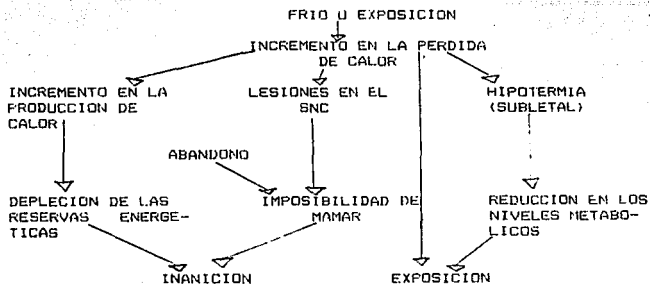 FRIO U EXPOSICION
INCREMENTO EN LA PERDIDA
DE CALOR
INCREMENTO EN LA
PRODUCCION DE
CALOR
LESIONES EN EL
SNC
HIPOTERMIA
(SUBLETAL)
ABANDONO
DEPLECION DE LAS
RESERVAS ENERGE-
TICAS
IMPOSIBILIDAD DE
MAMAR
REDUCCION EN LOS
NIVELES METABO-
LICOS
INANICION
EXPOSICION